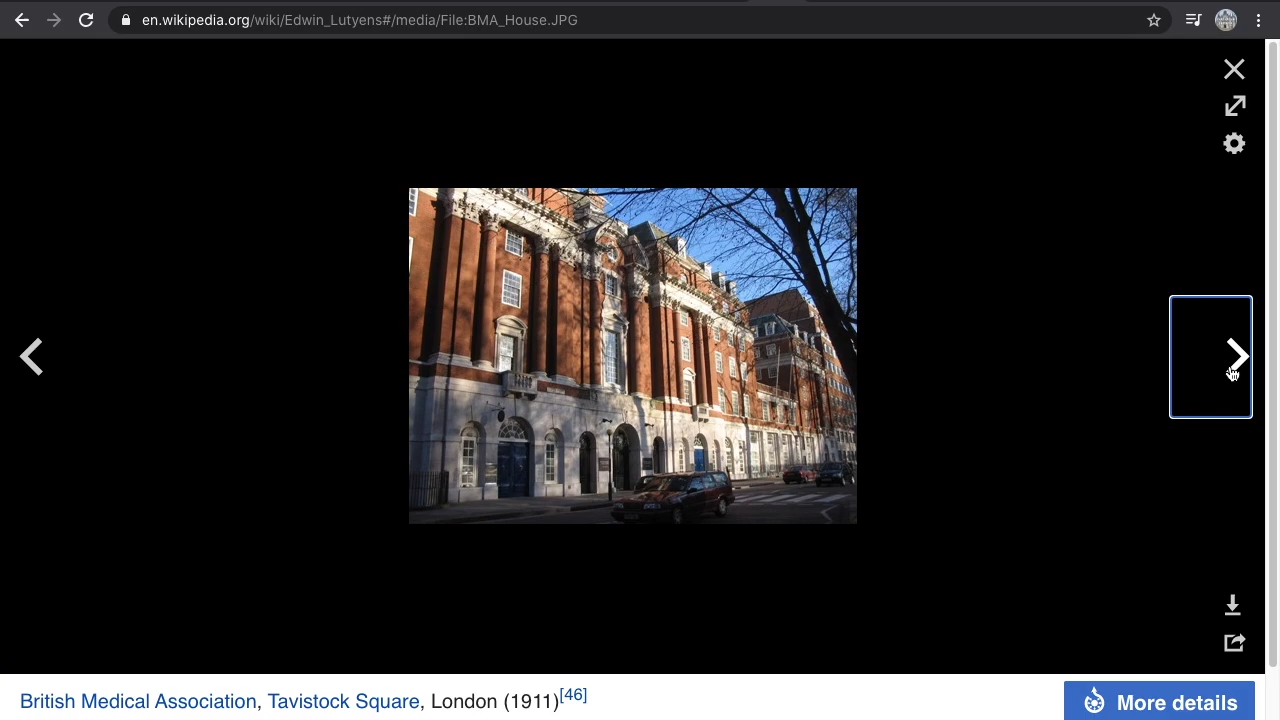 en.wikipedia.org/wiki/Edwin_Lutyens#/media/File:BMA_House.JPG
British Medical Association, Tavistock Square, London (1911)[46]
More details